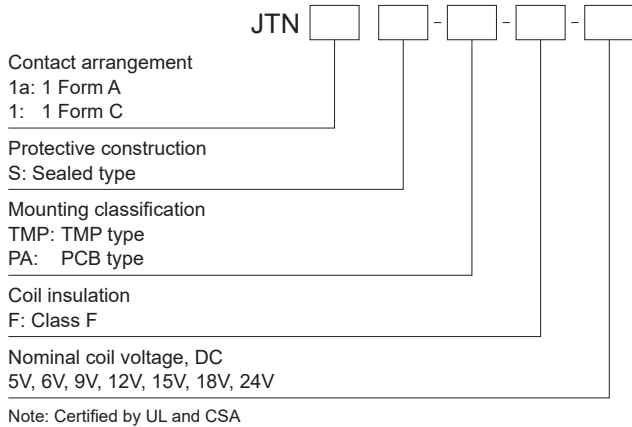 JTN - - -
Contact arrangement
1a: 1 Form A
1: 1 Form C
Protective construction
S: Sealed type
Mounting classification
TMP: TMP type
PA: PCB type
Coil insulation
F: Class F
Nominal coil voltage, DC
5V, 6V, 9V, 12V, 15V, 18V, 24V
Note: Certified by UL and CSA